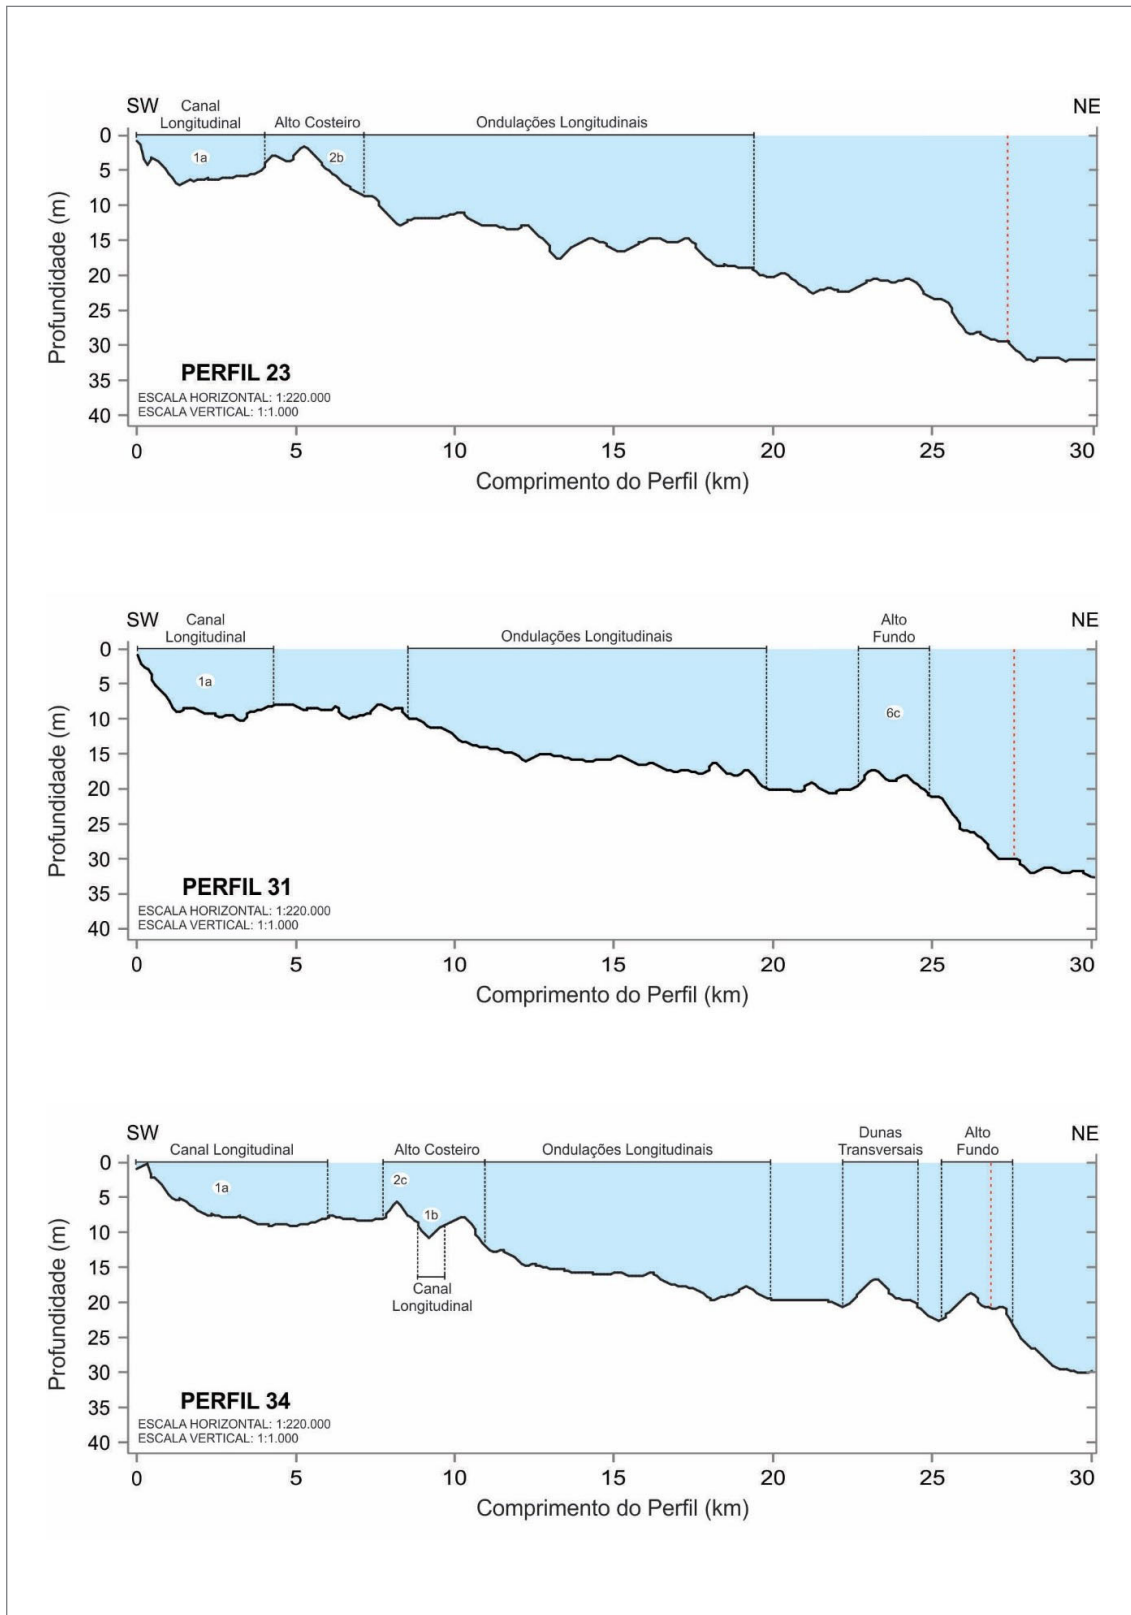 SW
Canal
Longitudinal
Alto Costeiro
Ondulações Longitudinais
NE
1a
2b
0
5
10
15
20
25
30
35
40
Profundidade (m)
PERFIL 23
ESCALA HORIZONTAL: 1:220.000
ESCALA VERTICAL: 1:1.000
0 5 10 15 20 25 30
Comprimento do Perfil (km)
SW
Canal
Longitudinal
Ondulações Longitudinais
Alto
Fundo
NE
1a
6c
0
5
10
15
20
25
30
35
40
Profundidade (m)
PERFIL 31
ESCALA HORIZONTAL: 1:220.000
ESCALA VERTICAL: 1:1.000
0 5 10 15 20 25 30
Comprimento do Perfil (km)
SW
Canal Longitudinal
Alto Costeiro
Ondulações Longitudinais
Dunas
Transversais
Alto
Fundo
NE
1a
2c
1b
Canal
Longitudinal
0
5
10
15
20
25
30
35
40
Profundidade (m)
PERFIL 34
ESCALA HORIZONTAL: 1:220.000
ESCALA VERTICAL: 1:1.000
0 5 10 15 20 25 30
Comprimento do Perfil (km)